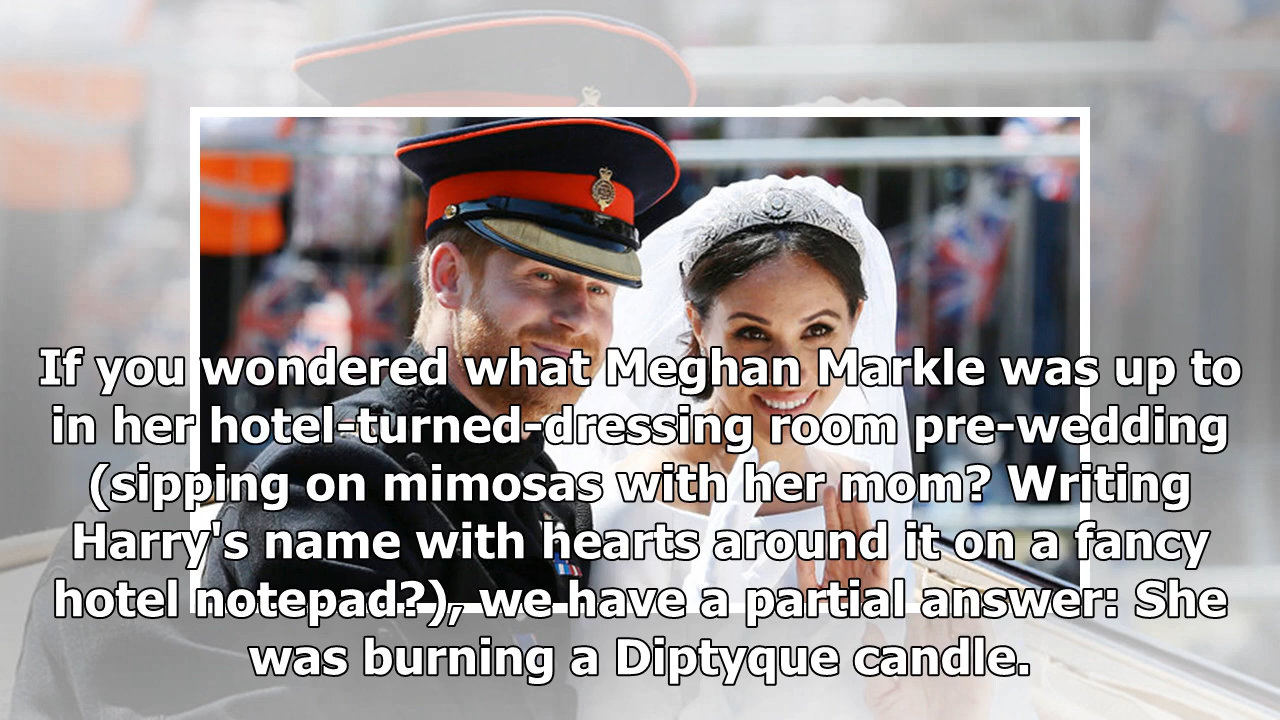 If you wondered what Meghan Markle was up to
in her hotel-turned-dressing room pre-wedding
(sipping on mimosas with her mom? Writing
Harry's name with hearts around it on a fancy
hotel notepad?), we have a partial answer: She
was burning a Diptyque candle.